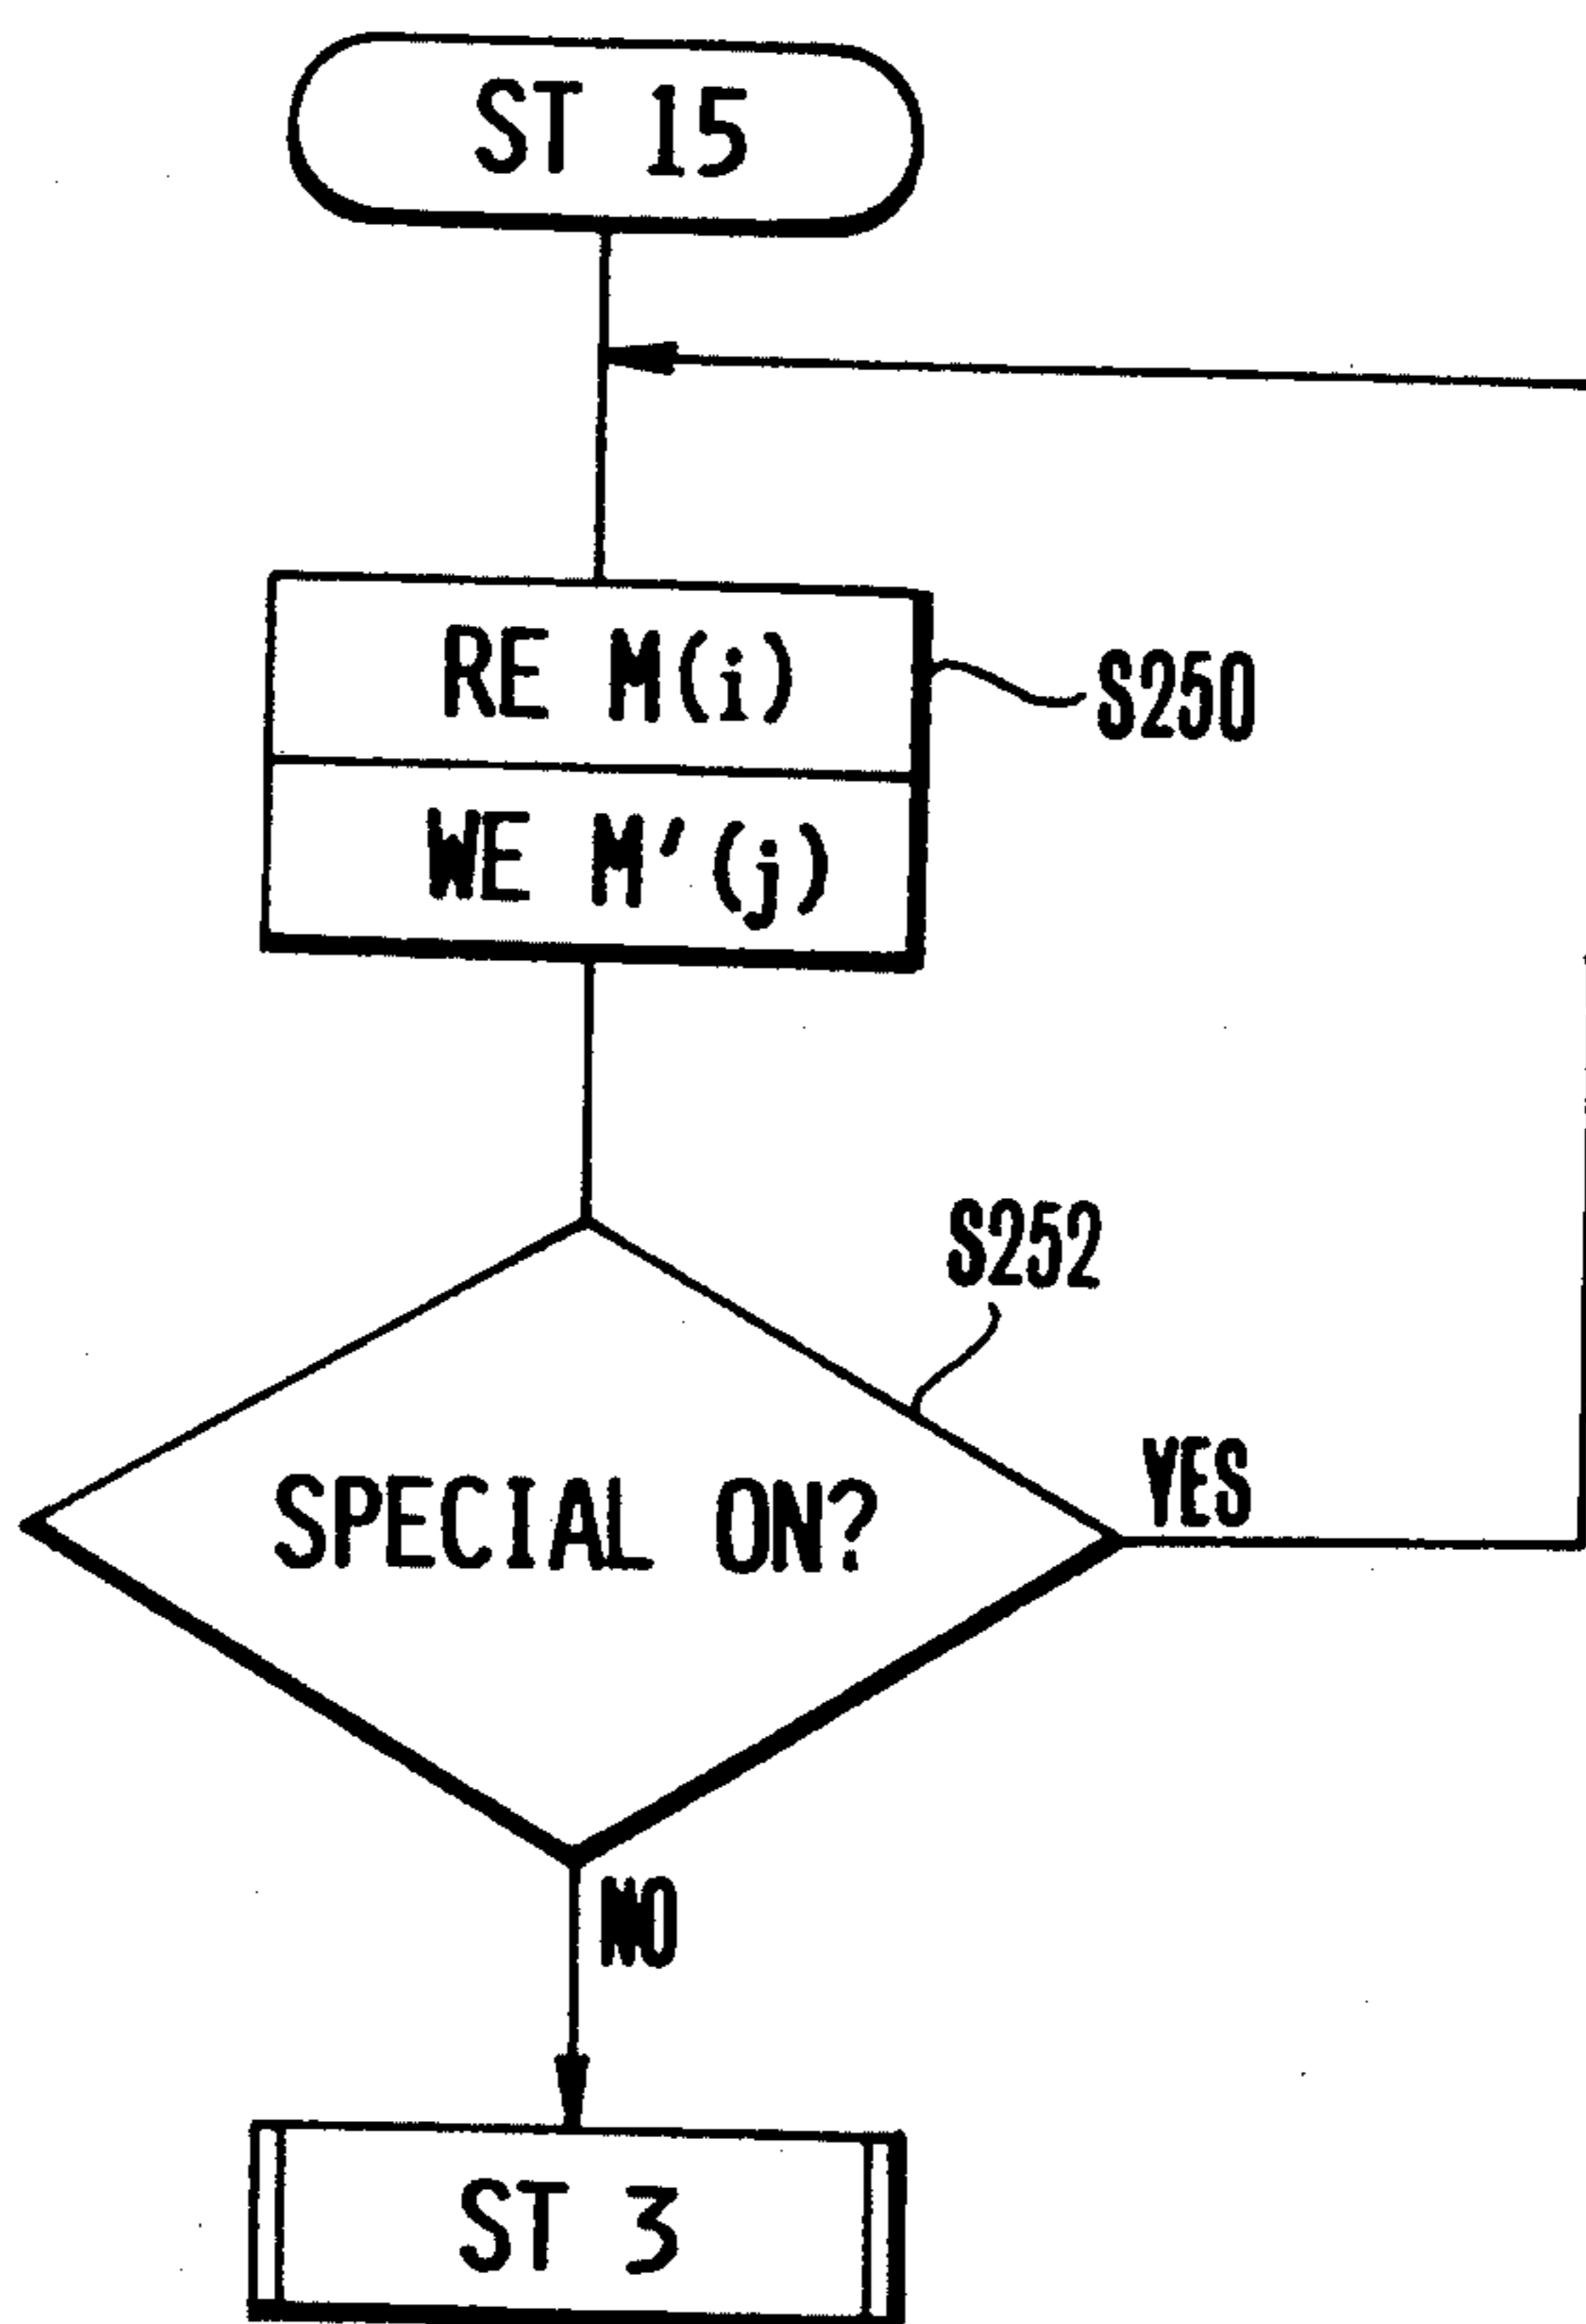 ST 15
RE M(i)
S250
WE M'(j)
S252
SPECIAL ON?
YES
NO
ST 3